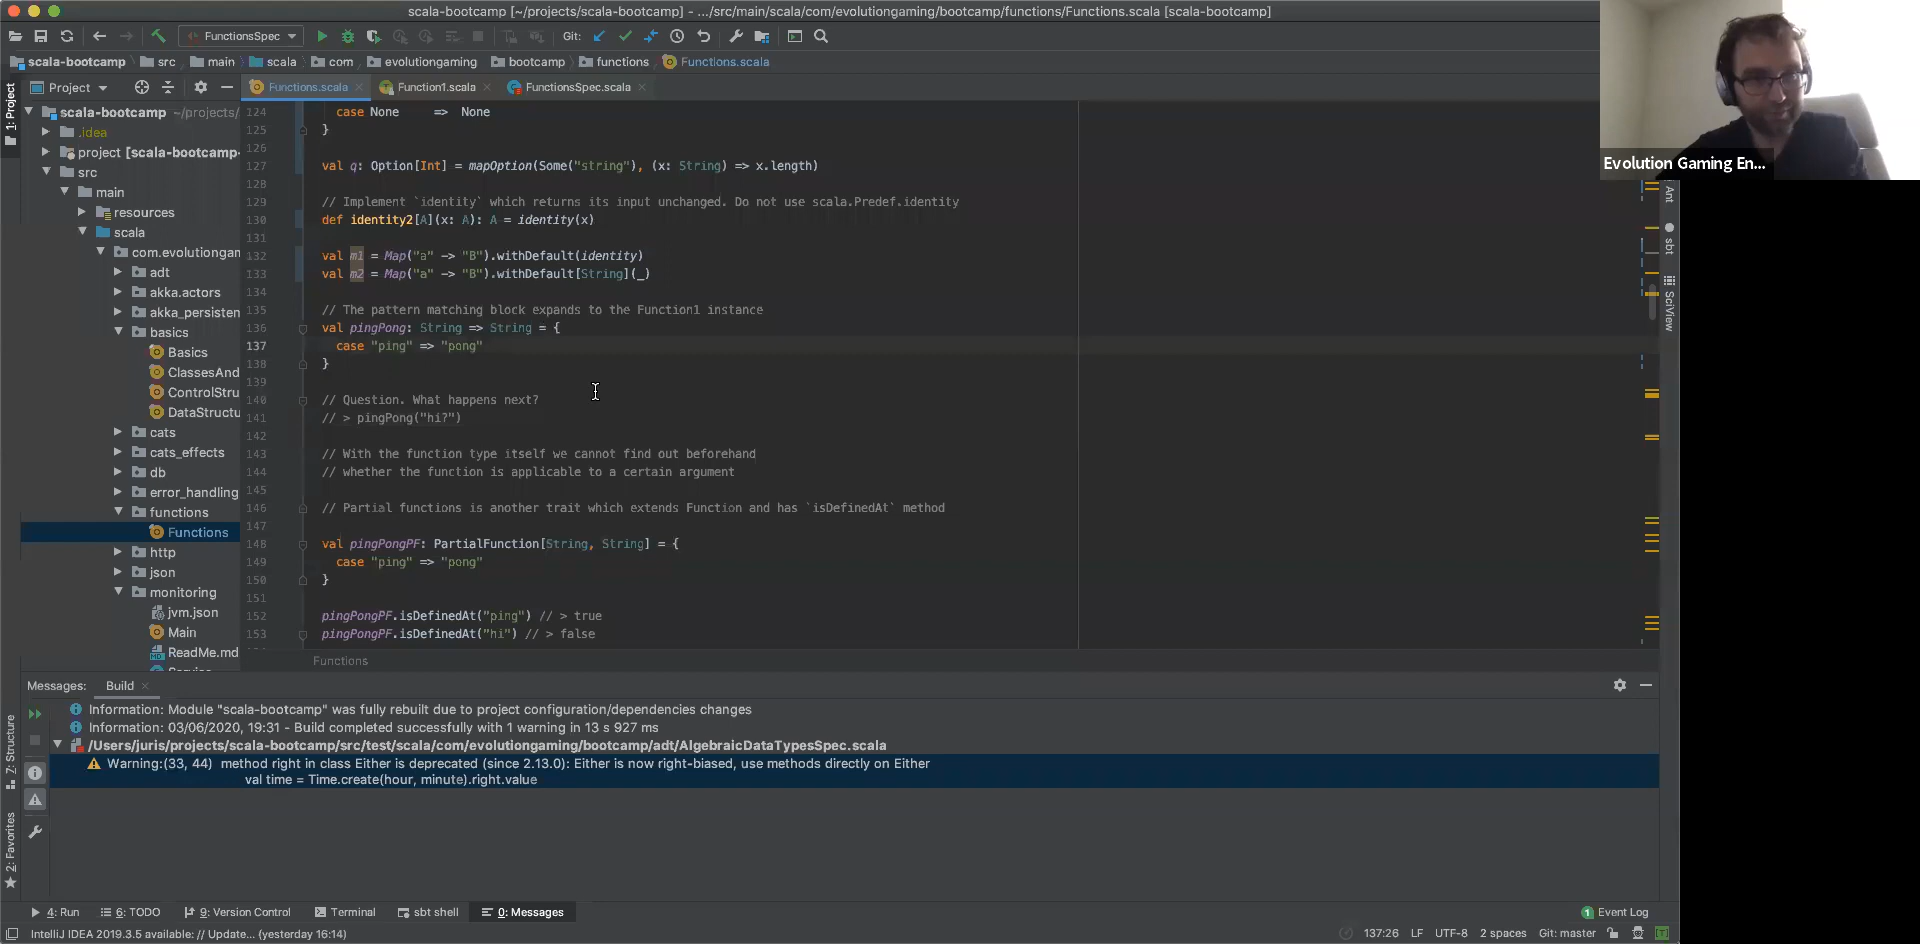 scala-bootcamp [~/projects/scala-bootcamp] - .../src/main/scala/com/evolutiongaming/bootcamp/functions/Functions.scala [scala-bootcamp]
FunctionsSpec
Git:
scala-bootcamp src main scala com evolutiongaming bootcamp functions Functions.scala
Project
Functions.scala Function1.scala FunctionsSpec.scala
1: Project
scala-bootcamp ~/projects/
.idea
project [scala-bootcamp-
src
main
resources
scala
com.evolutiongam
adt
akka.actors
akka_persisten
basics
Basics
ClassesAnd
ControlStru
DataStructu
cats
cats_effects
db
error_handling
functions
Functions
http
json
monitoring
jvm.json
Main
ReadMe.md
124 case None => None
125 }
126
127 val q: Option[Int] = mapOption(Some("string"), (x: String) => x.length)
128
129 // Implement `identity` which returns its input unchanged. Do not use scala.Predef.identity
130 def identity2[A](x: A): A = identity(x)
131
132 val m1 = Map("a" -> "B").withDefault(identity)
133 val m2 = Map("a" -> "B").withDefault[String](_)
134
135 // The pattern matching block expands to the Function1 instance
136 val pingPong: String => String = {
137 case "ping" => "pong"
138 }
139
140 // Question. What happens next?
141 // > pingPong("hi?")
142
143 // With the function type itself we cannot find out beforehand
144 // whether the function is applicable to a certain argument
145
146 // Partial functions is another trait which extends Function and has `isDefinedAt` method
147
148 val pingPongPF: PartialFunction[String, String] = {
149 case "ping" => "pong"
150 }
151
152 pingPongPF.isDefinedAt("ping") // > true
153 pingPongPF.isDefinedAt("hi") // > false
Functions
Evolution Gaming En...
Ant
sbt
SciView
Messages: Build
Information: Module "scala-bootcamp" was fully rebuilt due to project configuration/dependencies changes
Information: 03/06/2020, 19:31 - Build completed successfully with 1 warning in 13 s 927 ms
/Users/juris/projects/scala-bootcamp/src/test/scala/com/evolutiongaming/bootcamp/adt/AlgebraicDataTypesSpec.scala
Warning:(33, 44) method right in class Either is deprecated (since 2.13.0): Either is now right-biased, use methods directly on Either
val time = Time.create(hour, minute).right.value
Z: Structure
2: Favorites
4: Run 6: TODO 9: Version Control Terminal sbt shell 0: Messages 1 Event Log
IntelliJ IDEA 2019.3.5 available: // Update... (yesterday 16:14) 137:26 LF UTF-8 2 spaces Git: master